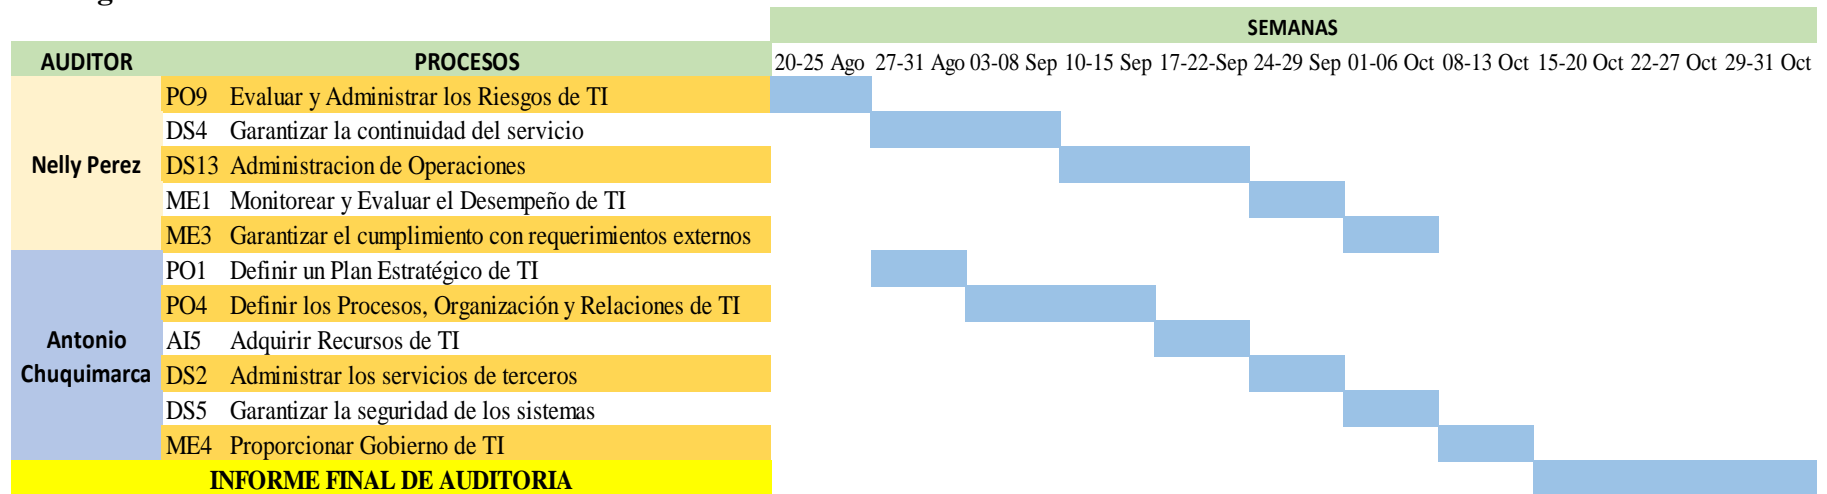 g
SEMANAS
AUDITOR PROCESOS 20-25 Ago 27-31 Ago 03-08 Sep 10-15 Sep 17-22-Sep 24-29 Sep 01-06 Oct 08-13 Oct 15-20 Oct 22-27 Oct 29-31 Oct
Nelly Perez
PO9 Evaluar y Administrar los Riesgos de TI
DS4 Garantizar la continuidad del servicio
DS13 Administracion de Operaciones
ME1 Monitorear y Evaluar el Desempeño de TI
ME3 Garantizar el cumplimiento con requerimientos externos
Antonio
Chuquimarca
PO1 Definir un Plan Estratégico de TI
PO4 Definir los Procesos, Organización y Relaciones de TI
AI5 Adquirir Recursos de TI
DS2 Administrar los servicios de terceros
DS5 Garantizar la seguridad de los sistemas
ME4 Proporcionar Gobierno de TI
INFORME FINAL DE AUDITORIA